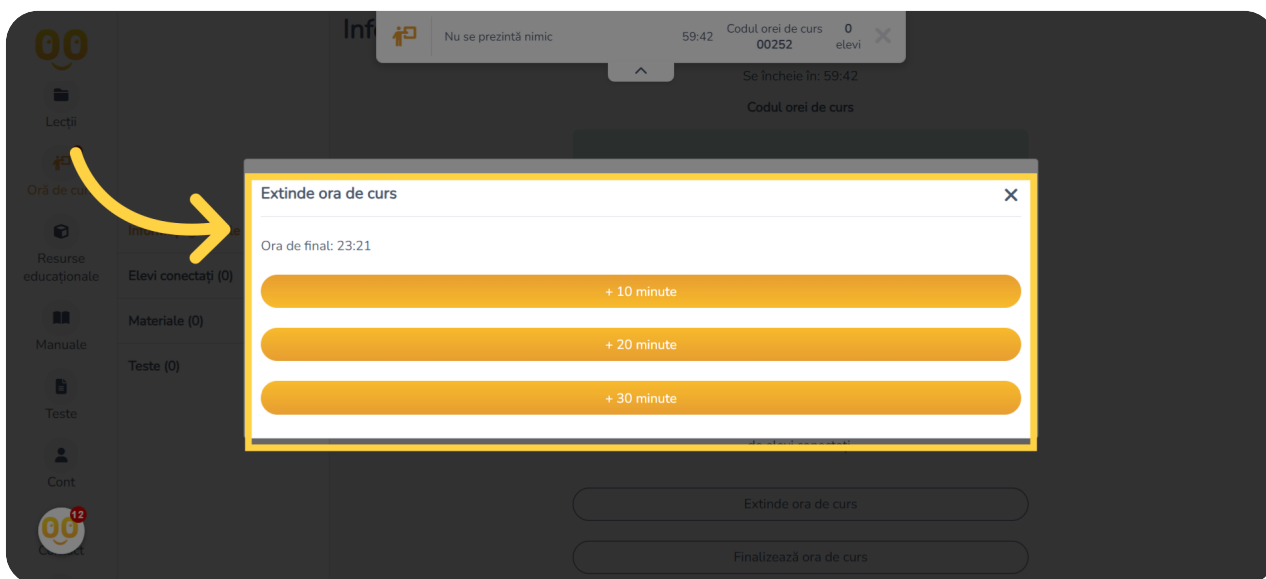 Nu se prezintă nimic
59:42
Codul orei de curs
00252
0
elevi
Se încheie în: 59:42
Codul orei de curs
Lecții
Oră de
Resurse
educaționale
Manuale
Teste
Cont
12
Elevi conectați (0)
Materiale (0)
Teste (0)
Extinde ora de curs
Ora de final: 23:21
+ 10 minute
+ 20 minute
+ 30 minute
de elevi conectați
Extinde ora de curs
Finalizează ora de curs